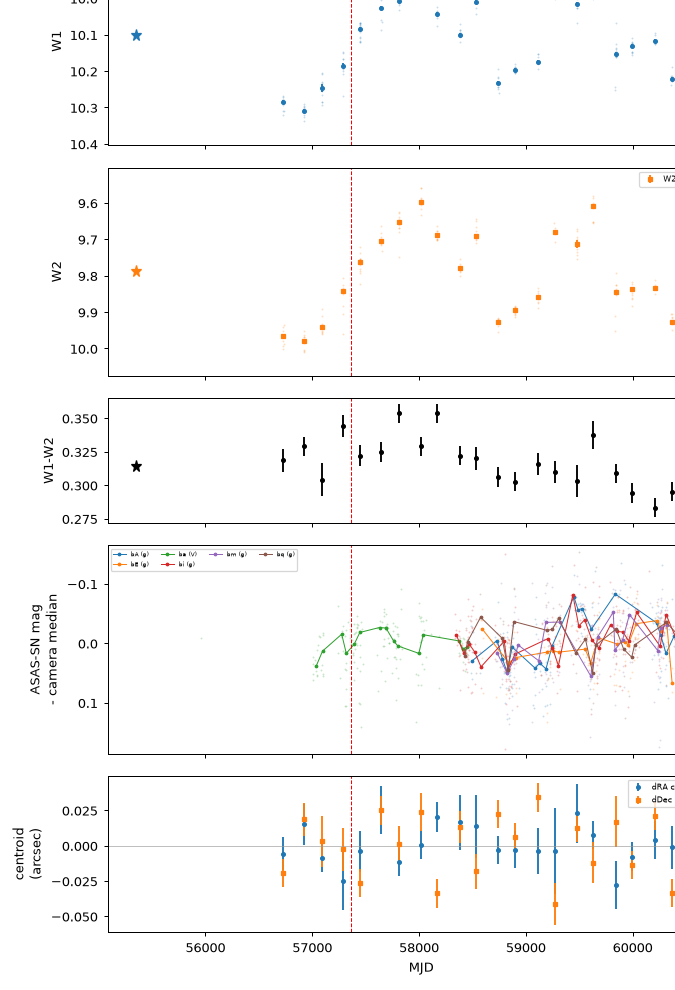 10.0
10.1
10.2
10.3
10.4
W1
W2
9.6
9.7
9.8
9.9
10.0
W2
0.350
0.325
0.300
0.275
W1-W2
bA (g)
ba (V)
bm (g)
bq (g)
bE (g)
bi (g)
−0.1
0.0
0.1
ASAS-SN mag
- camera median
dRA c
dDec
0.025
0.000
−0.025
−0.050
centroid
(arcsec)
56000
57000
58000
59000
60000
MJD